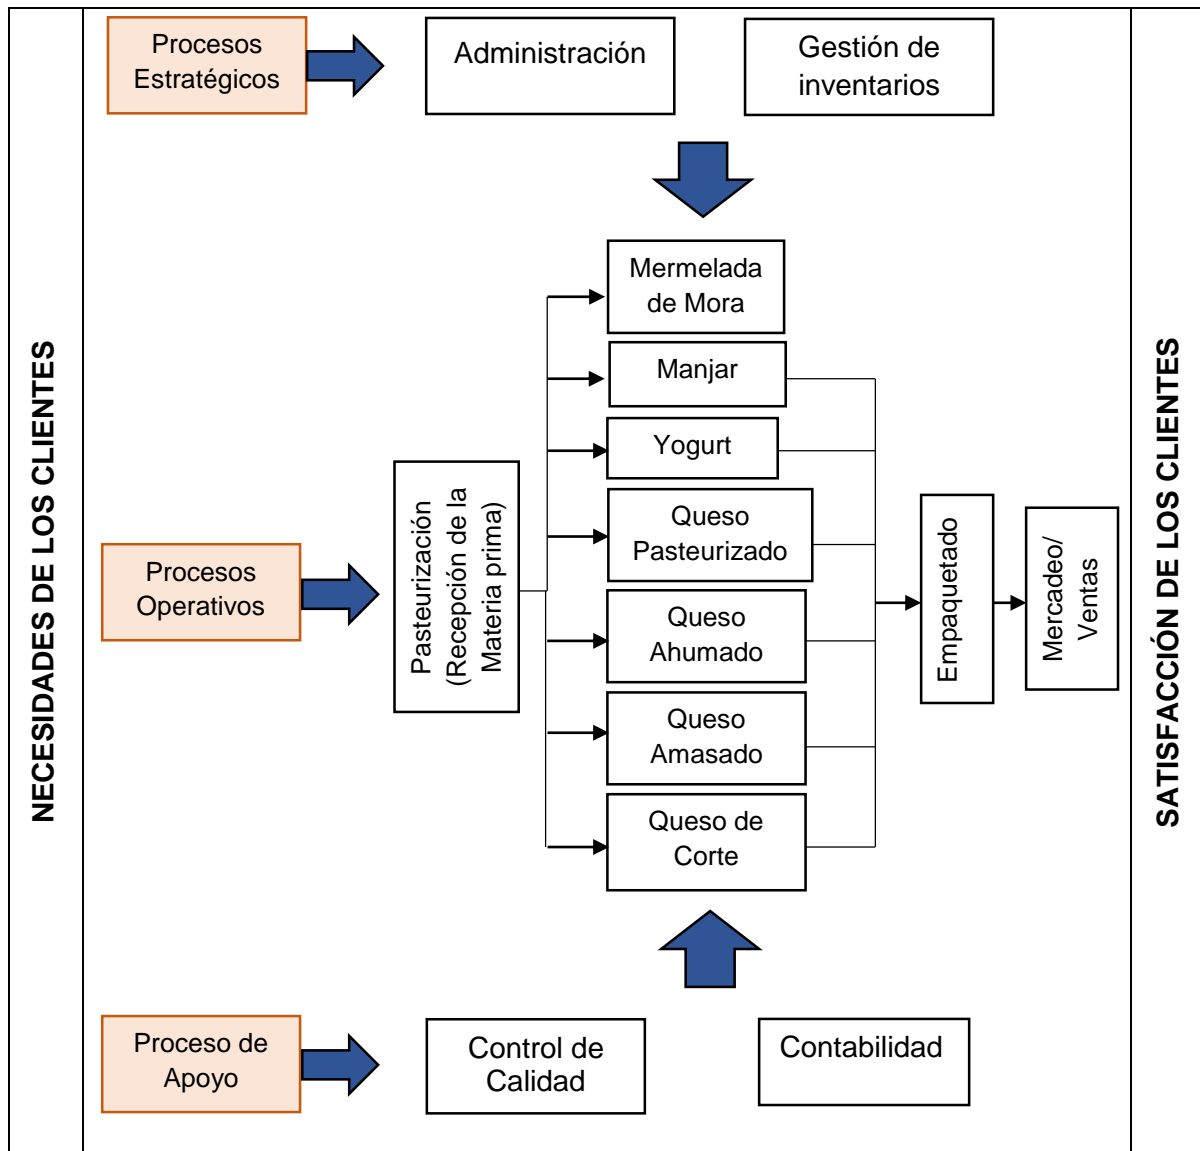 NECESIDADES DE LOS CLIENTES
Procesos
Estratégicos
Administración
Gestión de
inventarios
Procesos
Operativos
Pasteurización
(Recepción de la
Materia prima)
Mermelada
de Mora
Manjar
Yogurt
Queso
Pasteurizado
Queso
Ahumado
Queso
Amasado
Queso de
Corte
Empaquetado
Mercadeo/
Ventas
Proceso de
Apoyo
Control de
Calidad
Contabilidad
SATISFACCIÓN DE LOS CLIENTES